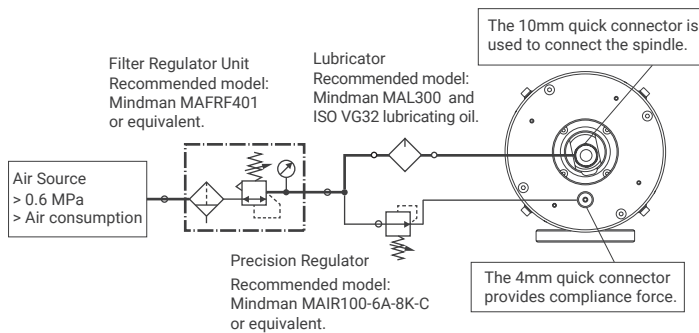 The 10mm quick connector is
used to connect the spindle.
Filter Regulator Unit
Recommended model:
Mindman MAFRF401
or equivalent.
Lubricator
Recommended model:
Mindman MAL300 and
ISO VG32 lubricating oil.
Air Source
> 0.6 MPa
> Air consumption
Precision Regulator
Recommended model:
Mindman MAIR100-6A-8K-C
or equivalent.
The 4mm quick connector
provides compliance force.